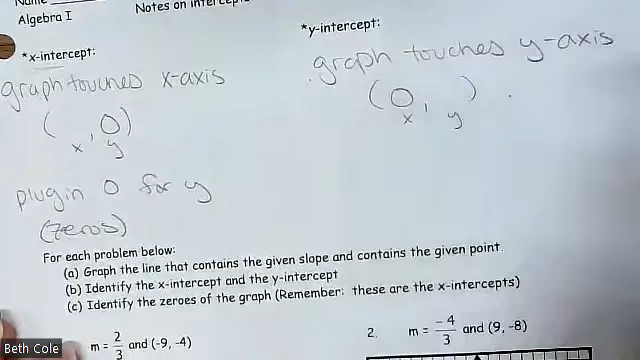 Name
Algebra I
Notes on Intercep
*x-intercept:
graph touches x-axis
( , 0)
x y
plug in 0 for y
(zeros)
*y-intercept:
graph touches y-axis
(0, )
x y
For each problem below:
(a) Graph the line that contains the given slope and contains the given point.
(b) Identify the x-intercept and the y-intercept
(c) Identify the zeroes of the graph (Remember: these are the x-intercepts)
m = 2/3 and (-9, -4)
2. m = -4/3 and (9, -8)
Beth Cole